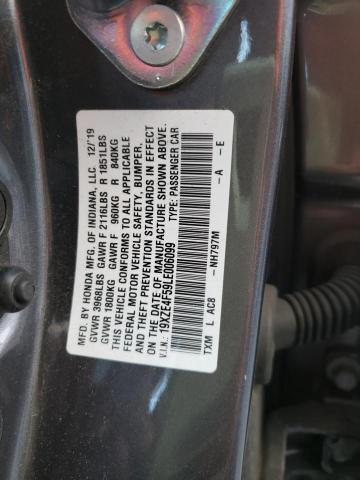 MFD. BY HONDA MFG. OF INDIANA, LLC 12/'19
GVWR 3968LBS GAWR F 2116LBS R 1851LBS
GVWR 1800KG GAWR F 960KG R 840KG
THIS VEHICLE CONFORMS TO ALL APPLICABLE
FEDERAL MOTOR VEHICLE SAFETY, BUMPER,
AND THEFT PREVENTION STANDARDS IN EFFECT
ON THE DATE OF MANUFACTURE SHOWN ABOVE.
V.I.N.: 19XZE4F59LE006099 TYPE: PASSENGER CAR
TXM L AC8 -NH797M -A -E